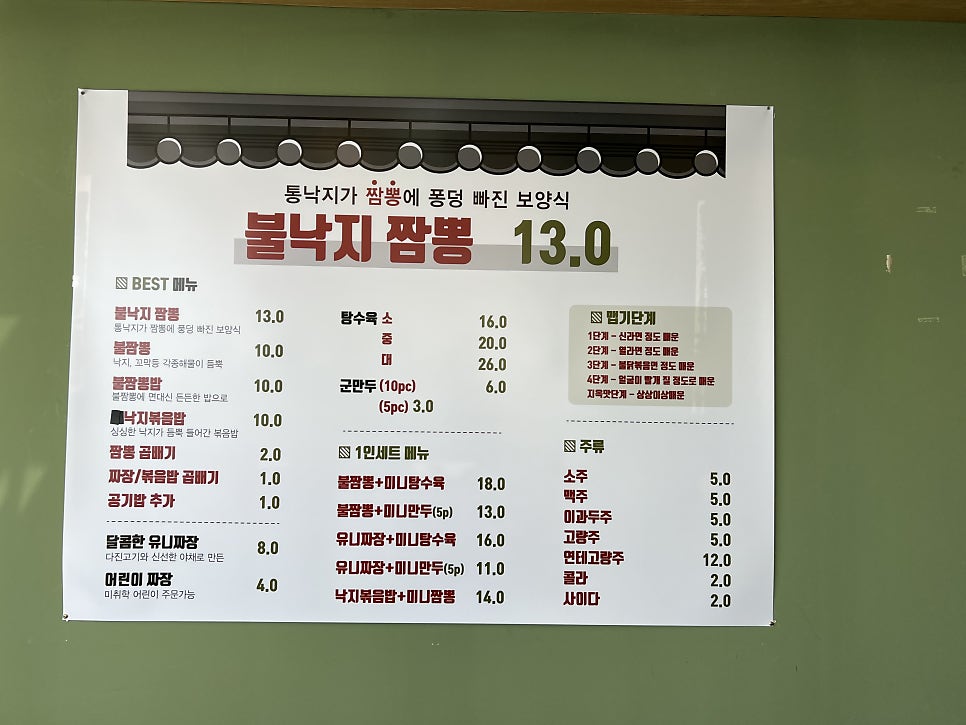 통낙지가 짬뽕에 퐁덩 빠진 보양식
불낙지 짬뽕 13.0
BEST 메뉴
불낙지 짬뽕 13.0
통낙지가 짬뽕에 퐁덩 빠진 보양식
불짬뽕 10.0
낙지, 꼬막등 각종해물이 듬뿍
불짬뽕밥 10.0
불짬뽕에 면대신 든든한 밥으로
낙지볶음밥 10.0
싱싱한 낙지가 듬뿍 들어간 볶음밥
짬뽕 곱배기 2.0
짜장/볶음밥 곱배기 1.0
공기밥 추가 1.0
달콤한 유니짜장 8.0
다진고기와 신선한 야채로 만든
어린이 짜장 4.0
미취학 어린이 주문가능
탕수육 소 16.0
중 20.0
대 26.0
군만두 (10pc) 6.0
(5pc) 3.0
1인세트 메뉴
불짬뽕+미니탕수육 18.0
불짬뽕+미니만두(5p) 13.0
유니짜장+미니탕수육 16.0
유니짜장+미니만두(5p) 11.0
낙지볶음밥+미니짬뽕 14.0
맵기단계
1단계 - 신라면 정도 매운
2단계 - 열라면 정도 매운
3단계 - 불닭볶음면 정도 매운
4단계 - 얼굴이 빨개 질 정도로 매운
지옥맛단계 - 상상이상매운
주류
소주 5.0
맥주 5.0
이과두주 5.0
고량주 5.0
연테고량주 12.0
콜라 2.0
사이다 2.0